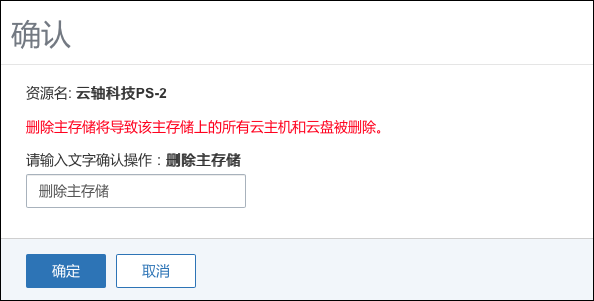 确认
资源名: 云轴科技PS-2
删除主存储将导致该主存储上的所有云主机和云盘被删除。
请输入文字确认操作：删除主存储
删除主存储
确定 取消